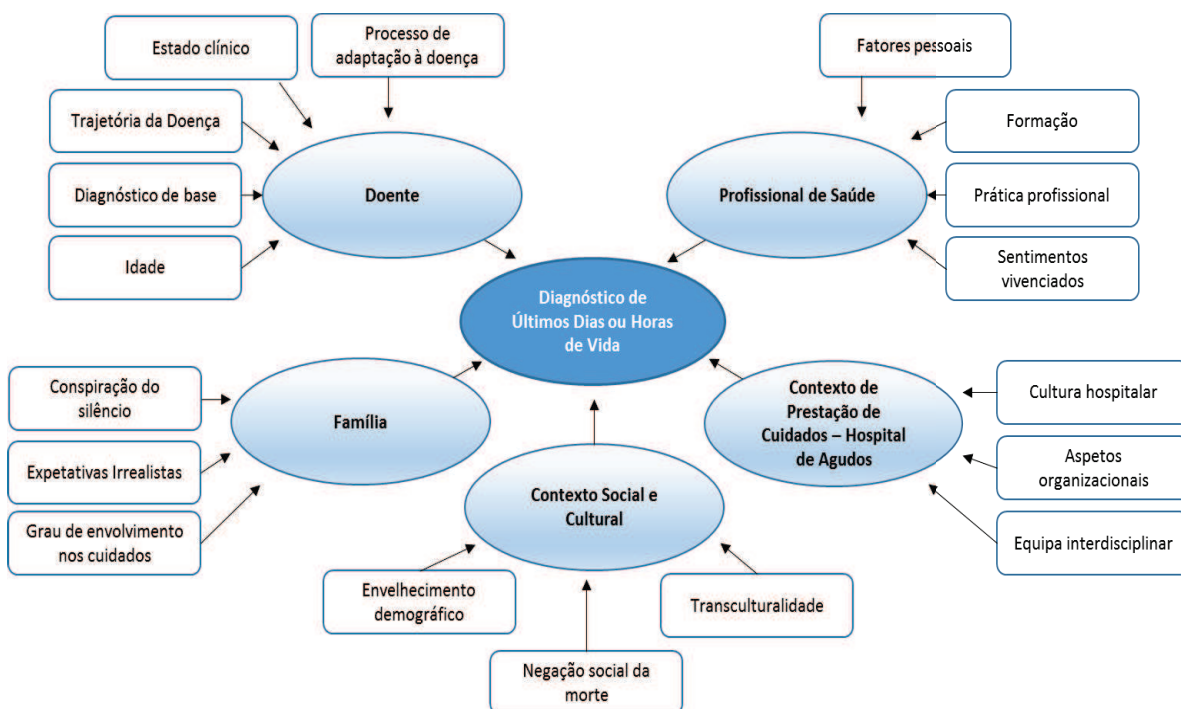 Estado clínico
Processo de
adaptação à doença
Trajetória da Doença
Diagnóstico de base
Idade
Doente
Fatores pessoais
Formação
Prática profissional
Sentimentos
vivenciados
Profissional de Saúde
Diagnóstico de
Últimos Dias ou Horas
de Vida
Conspiração do
silêncio
Expetativas Irrealistas
Grau de envolvimento
nos cuidados
Família
Contexto Social e
Cultural
Envelhecimento
demográfico
Negação social da
morte
Transculturalidade
Contexto de
Prestação de
Cuidados – Hospital
de Agudos
Cultura hospitalar
Aspetos
organizacionais
Equipa interdisciplinar